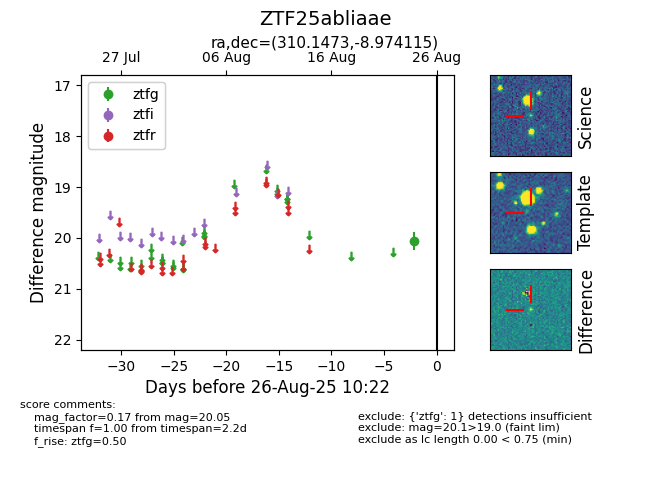 ZTF25abliaae
ra,dec=(310.1473,-8.974115)
27 Jul
06 Aug
16 Aug
26 Aug
17
18
19
20
21
22
Difference magnitude
ztfg
ztfi
ztfr
−30
−25
−20
−15
−10
−5
0
Days before 26-Aug-25 10:22
Science
Template
Difference
score comments:
mag_factor=0.17 from mag=20.05
timespan f=1.00 from timespan=2.2d
f_rise: ztfg=0.50
exclude: {'ztfg': 1} detections insufficient
exclude: mag=20.1>19.0 (faint lim)
exclude as lc length 0.00 < 0.75 (min)